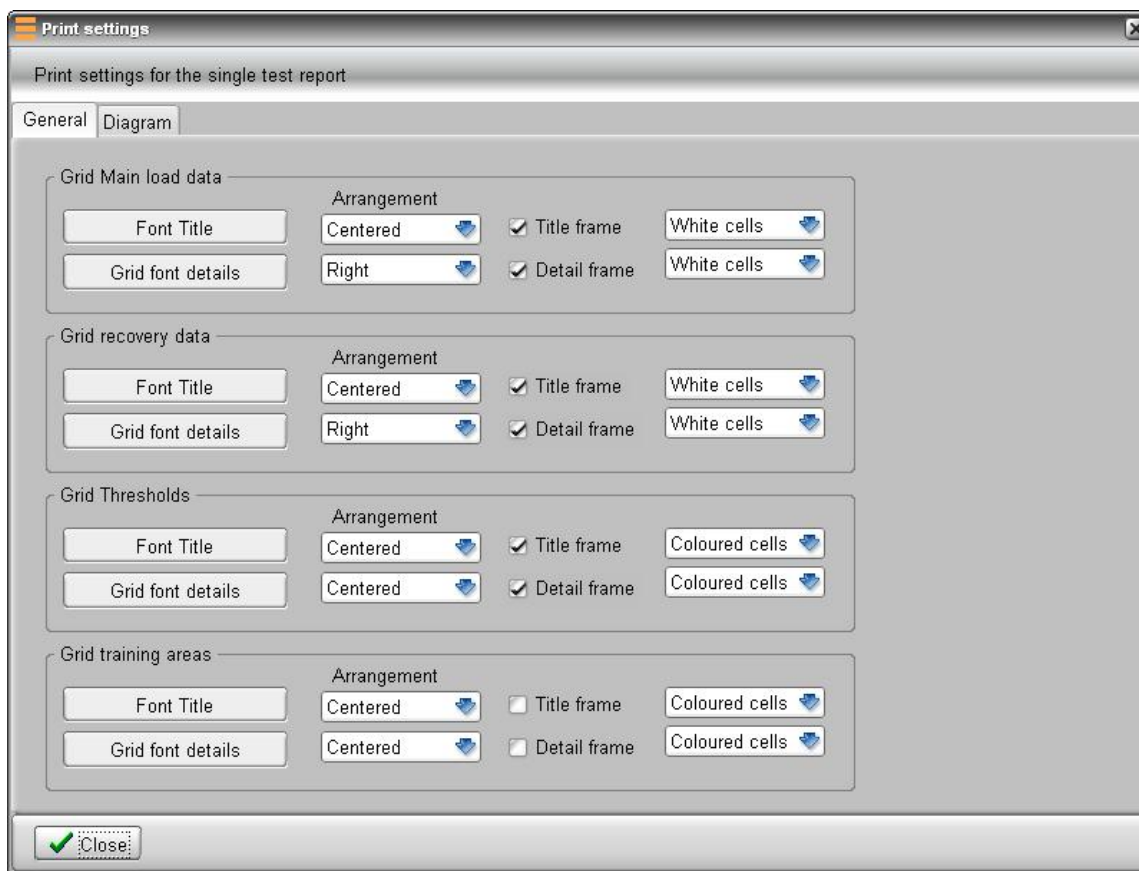 Print settings
Print settings for the single test report
General Diagram
Grid Main load data
Arrangement
Font Title Centered Title frame White cells
Grid font details Right Detail frame White cells
Grid recovery data
Arrangement
Font Title Centered Title frame White cells
Grid font details Right Detail frame White cells
Grid Thresholds
Arrangement
Font Title Centered Title frame Coloured cells
Grid font details Centered Detail frame Coloured cells
Grid training areas
Arrangement
Font Title Centered Title frame Coloured cells
Grid font details Centered Detail frame Coloured cells
Close